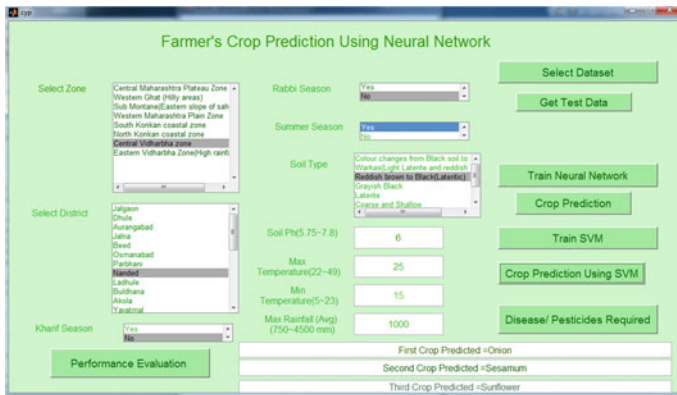 cyp
Farmer's Crop Prediction Using Neural Network
Select Zone
Central Maharashtra Plateau Zone
Western Ghat (Hilly areas)
Sub Montane(Eastern slope of sah
Western Maharashtra Plain Zone
South Konkan coastal zone
North Konkan coastal zone
Central Vidharbha zone
Eastern Vidharba Zone(High rainfa
Select District
Jalgaon
Dhule
Aurangabad
Jalna
Beed
Osmanabad
Parbhani
Nanded
Ladhule
Buldhana
Akola
Yavatmal
Kharif Season
Yes
No
Performance Evaluation
Rabbi Season
Yes
No
Summer Season
Yes
No
Soil Type
Colour changes from Black soil to
Warkas(Light Laterite and reddish
Reddish brown to Black(Lateritic)
Grayish Black
Laterite
Coarse and Shallow
Soil Ph(5.75~7.8)
6
Max
Temperature(22~49)
25
Min
Temperature(5~23)
15
Max Rainfall (Avg)
(750~4500 mm)
1000
Select Dataset
Get Test Data
Train Neural Network
Crop Prediction
Train SVM
Crop Prediction Using SVM
Disease/ Pesticides Required
First Crop Predicted =Onion
Second Crop Predicted =Sesamum
Third Crop Predicted =Sunflower